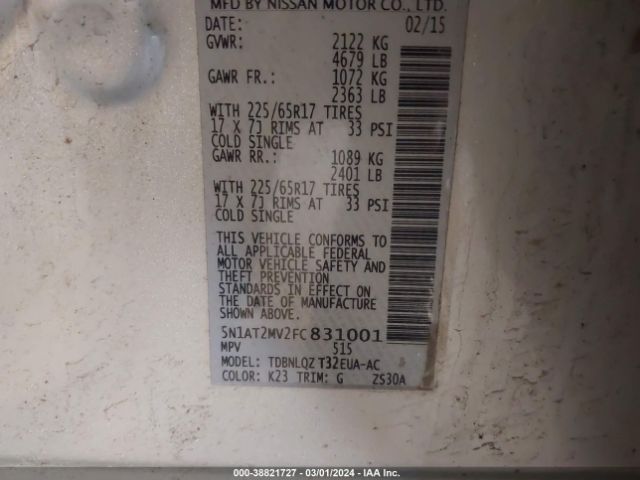 MFD BY NISSAN MOTOR CO., LTD.
DATE: 02/15
GVWR: 2122 KG
4679 LB
GAWR FR.: 1072 KG
2363 LB
WITH 225/65R17 TIRES
17 X 7J RIMS AT 33 PSI
COLD SINGLE
GAWR RR.: 1089 KG
2401 LB
WITH 225/65R17 TIRES
17 X 7J RIMS AT 33 PSI
COLD SINGLE
THIS VEHICLE CONFORMS TO
ALL APPLICABLE FEDERAL
MOTOR VEHICLE SAFETY AND
THEFT PREVENTION
STANDARDS IN EFFECT ON
THE DATE OF MANUFACTURE
SHOWN ABOVE.
5N1AT2MV2FC831001
MPV 515
MODEL: TDBNLQZ T32EUA-AC
COLOR: K23 TRIM: G ZS30A
000-38821727 - 03/01/2024 - IAA Inc.